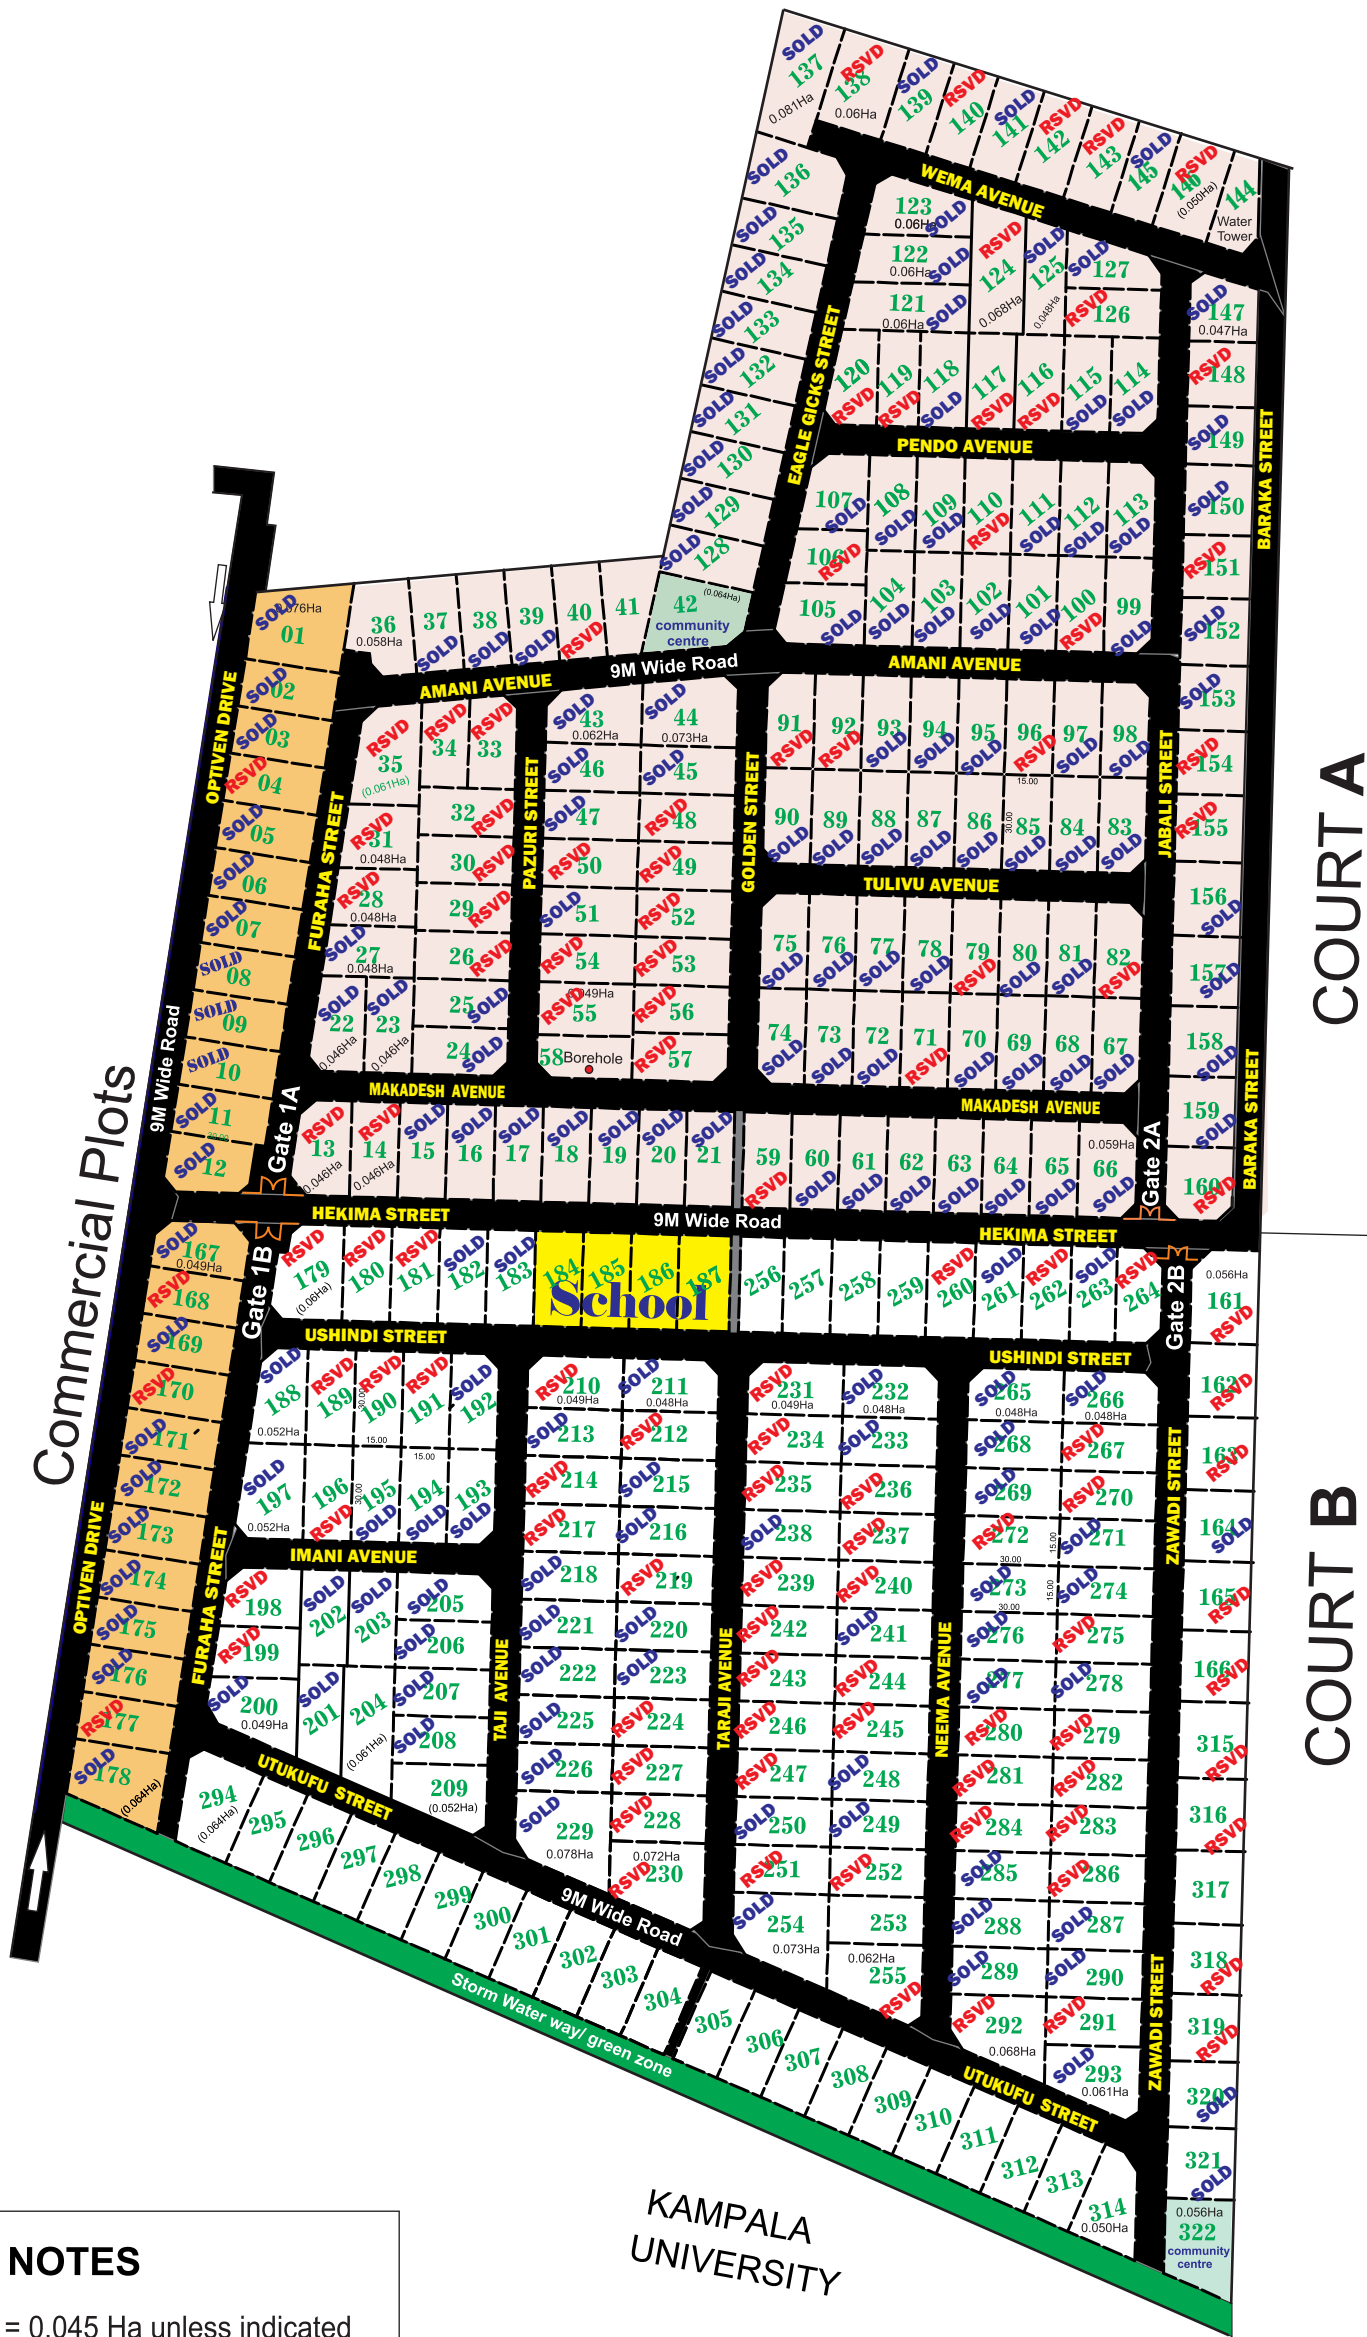 SOLD
137
0.081Ha
RSVD
138
0.06Ha
SOLD
139
RSVD
140
SOLD
141
RSVD
142
RSVD
143
SOLD
145
RSVD
146
(0.050Ha)
144
Water
Tower
WEMA AVENUE
SOLD
136
SOLD
135
SOLD
134
SOLD
133
SOLD
132
SOLD
131
SOLD
130
SOLD
129
SOLD
128
EAGLE GICKS STREET
123
0.06Ha
SOLD
122
0.06Ha
SOLD
121
0.06Ha
SOLD
RSVD
124
0.068Ha
SOLD
125
0.048Ha
SOLD
127
RSVD
126
120
RSVD
119
RSVD
118
SOLD
117
RSVD
116
RSVD
115
SOLD
114
SOLD
PENDO AVENUE
SOLD
147
0.047Ha
RSVD
148
SOLD
149
SOLD
150
RSVD
151
SOLD
152
SOLD
153
RSVD
154
RSVD
155
156
SOLD
157
SOLD
158
SOLD
159
SOLD
160
RSVD
BARAKA STREET
BARAKA STREET
107
SOLD
108
SOLD
109
SOLD
110
RSVD
111
SOLD
112
SOLD
113
SOLD
106
RSVD
105
SOLD
104
SOLD
103
SOLD
102
SOLD
101
SOLD
100
RSVD
99
SOLD
AMANI AVENUE
(0.064Ha)
42
community
centre
9M Wide Road
AMANI AVENUE
36
0.058Ha
37
SOLD
38
SOLD
39
SOLD
40
RSVD
41
SOLD
0.076Ha
01
SOLD
02
SOLD
03
RSVD
04
SOLD
05
SOLD
06
SOLD
07
SOLD
08
SOLD
09
SOLD
10
SOLD
11
SOLD
12
OPTIVEN DRIVE
9M Wide Road
FURAHA STREET
RSVD
35
(0.061Ha)
RSVD
34
RSVD
33
RSVD
31
0.048Ha
32
RSVD
RSVD
28
0.048Ha
30
RSVD
29
RSVD
SOLD
27
0.048Ha
26
RSVD
SOLD
22
0.046Ha
SOLD
23
0.046Ha
25
SOLD
24
SOLD
PAZURI STREET
SOLD
43
0.062Ha
SOLD
44
0.073Ha
SOLD
46
SOLD
45
SOLD
47
RSVD
48
RSVD
50
RSVD
49
SOLD
51
RSVD
52
RSVD
54
RSVD
53
0.049Ha
RSVD
55
RSVD
56
58
Borehole
RSVD
57
GOLDEN STREET
91
RSVD
92
RSVD
93
SOLD
94
SOLD
95
SOLD
96
RSVD
97
SOLD
98
SOLD
15.00
30.00
90
SOLD
89
SOLD
88
SOLD
87
SOLD
86
SOLD
85
SOLD
84
SOLD
83
SOLD
TULIVU AVENUE
JABALI STREET
75
SOLD
76
SOLD
77
SOLD
78
SOLD
79
RSVD
80
SOLD
81
SOLD
82
RSVD
74
SOLD
73
SOLD
72
SOLD
71
RSVD
70
SOLD
69
SOLD
68
SOLD
67
SOLD
MAKADESH AVENUE
MAKADESH AVENUE
Gate 1A
RSVD
13
0.046Ha
RSVD
14
0.046Ha
SOLD
15
SOLD
16
SOLD
17
SOLD
18
SOLD
19
SOLD
20
SOLD
21
59
RSVD
60
SOLD
61
SOLD
62
SOLD
63
SOLD
64
SOLD
65
SOLD
0.059Ha
66
SOLD
Gate 2A
COURT A
HEKIMA STREET
9M Wide Road
HEKIMA STREET
Commercial Plots
SOLD
167
0.049Ha
RSVD
168
SOLD
169
RSVD
170
SOLD
171
SOLD
172
SOLD
173
SOLD
174
SOLD
175
SOLD
176
RSVD
177
SOLD
178
(0.064Ha)
OPTIVEN DRIVE
FURAHA STREET
Gate 1B
RSVD
179
(0.06Ha)
RSVD
180
RSVD
181
SOLD
182
SOLD
183
184
185
186
187
School
256
257
258
259
RSVD
260
SOLD
261
RSVD
262
SOLD
263
RSVD
264
Gate 2B
0.056Ha
161
RSVD
USHINDI STREET
USHINDI STREET
SOLD
188
0.052Ha
RSVD
189
30.00
RSVD
190
15.00
RSVD
191
15.00
SOLD
192
SOLD
197
0.052Ha
196
RSVD
30.00
195
SOLD
194
SOLD
193
SOLD
IMANI AVENUE
RSVD
198
RSVD
199
SOLD
200
0.049Ha
SOLD
202
SOLD
203
SOLD
201
204
(0.061Ha)
205
SOLD
206
SOLD
207
SOLD
208
209
(0.052Ha)
TAJI AVENUE
RSVD
210
0.049Ha
SOLD
211
0.048Ha
SOLD
213
RSVD
212
RSVD
214
SOLD
215
RSVD
217
SOLD
216
SOLD
218
RSVD
219
SOLD
221
SOLD
220
SOLD
222
SOLD
223
SOLD
225
RSVD
224
SOLD
226
RSVD
227
SOLD
229
0.078Ha
RSVD
228
0.072Ha
RSVD
230
TARAJI AVENUE
RSVD
231
0.049Ha
SOLD
232
0.048Ha
RSVD
234
SOLD
233
RSVD
235
RSVD
236
SOLD
238
RSVD
237
RSVD
239
RSVD
240
RSVD
242
SOLD
241
RSVD
243
RSVD
244
RSVD
246
RSVD
245
RSVD
247
SOLD
248
SOLD
250
SOLD
249
RSVD
251
RSVD
252
SOLD
254
0.073Ha
253
0.062Ha
255
RSVD
NEEMA AVENUE
SOLD
265
0.048Ha
SOLD
266
0.048Ha
SOLD
268
RSVD
267
SOLD
269
RSVD
270
RSVD
272
30.00
15.00
SOLD
271
SOLD
273
30.00
15.00
SOLD
274
SOLD
276
RSVD
275
SOLD
277
SOLD
278
RSVD
280
RSVD
279
RSVD
281
RSVD
282
RSVD
284
RSVD
283
SOLD
285
RSVD
286
SOLD
288
SOLD
287
SOLD
289
SOLD
290
RSVD
292
0.068Ha
RSVD
291
SOLD
293
0.061Ha
ZAWADI STREET
ZAWADI STREET
162
RSVD
163
RSVD
164
SOLD
165
RSVD
166
RSVD
315
RSVD
316
RSVD
317
318
RSVD
319
RSVD
320
SOLD
321
SOLD
0.056Ha
322
community
centre
COURT B
UTUKUFU STREET
9M Wide Road
UTUKUFU STREET
294
(0.064Ha)
295
296
297
298
299
300
301
302
303
304
305
306
307
308
309
310
311
312
313
314
0.050Ha
Storm Water way/ green zone
KAMPALA
UNIVERSITY
NOTES
= 0.045 Ha unless indicated